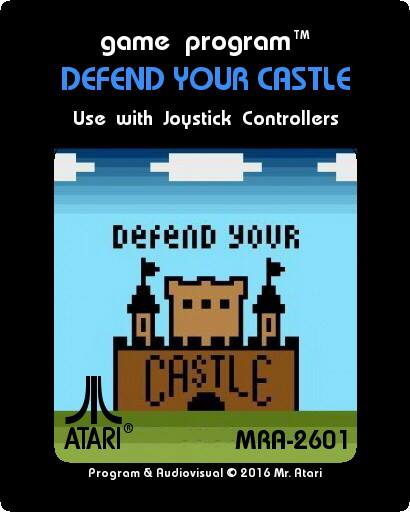 game program™
DEFEND YOUR CASTLE
Use with Joystick Controllers
DeFenD YOUR
CASTLE
ATARI®
MRA-2601
Program & Audiovisual © 2016 Mr. Atari